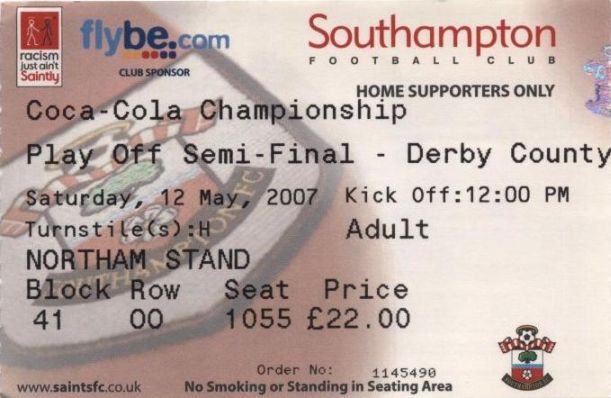 racism
just ain't
Saintly
flybe.com
CLUB SPONSOR
Southampton
FOOTBALL CLUB
HOME SUPPORTERS ONLY
Coca-Cola Championship
Play Off Semi-Final - Derby County
Saturday, 12 May, 2007 Kick Off:12:00 PM
Turnstile(s):H Adult
NORTHAM STAND
Block Row Seat Price
41 00 1055 £22.00
Order No: 1145490
www.saintsfc.co.uk No Smoking or Standing in Seating Area